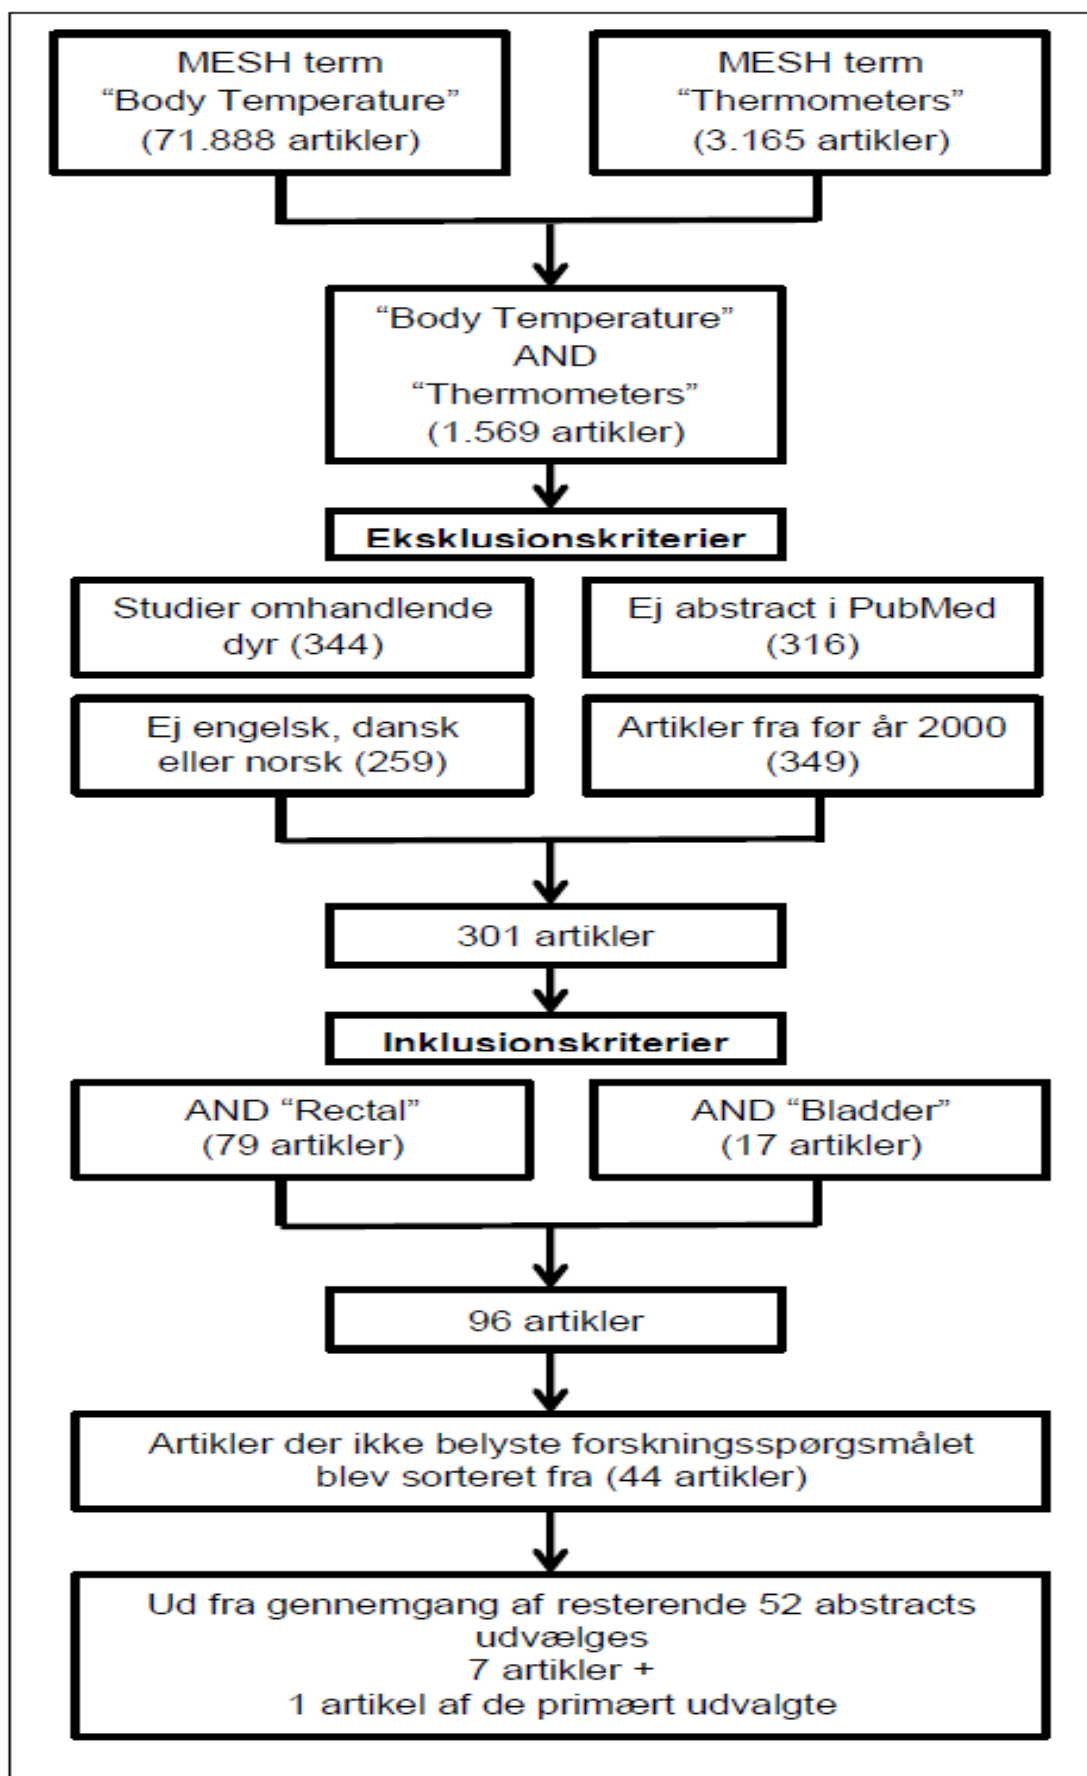 MESH term
“Body Temperature”
(71.888 artikler)
MESH term
“Thermometers”
(3.165 artikler)
“Body Temperature”
AND
“Thermometers”
(1.569 artikler)
Eksklusionskriterier
Studier omhandlende
dyr (344)
Ej abstract i PubMed
(316)
Ej engelsk, dansk
eller norsk (259)
Artikler fra før år 2000
(349)
301 artikler
Inklusionskriterier
AND “Rectal”
(79 artikler)
AND “Bladder”
(17 artikler)
96 artikler
Artikler der ikke belyste forskningsspørgsmålet
blev sorteret fra (44 artikler)
Ud fra gennemgang af resterende 52 abstracts
udvælges
7 artikler +
1 artikel af de primært udvalgte